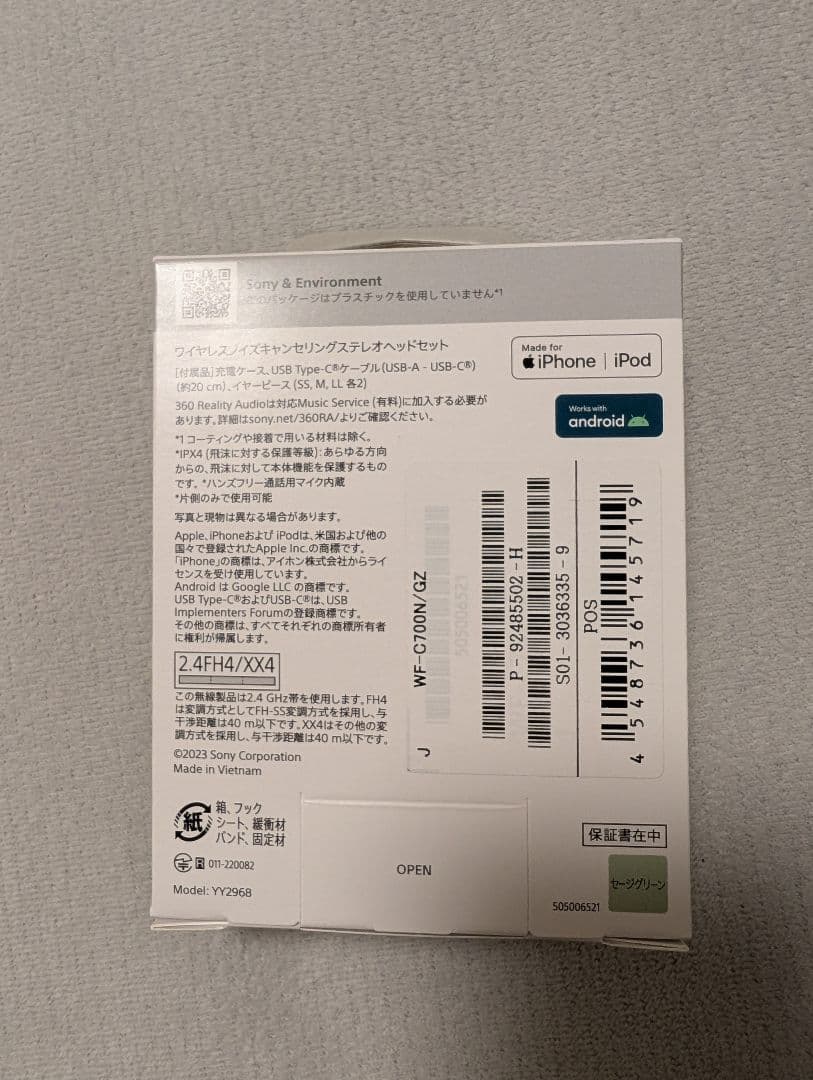 Sony & Environment
このパッケージはプラスチックを使用していません*1
ワイヤレスノイズキャンセリングステレオヘッドセット
[付属品]充電ケース、USB Type-C®ケーブル(USB-A - USB-C®)
(約20 cm)、イヤーピース (SS, M, LL 各2)
360 Reality Audioは対応Music Service (有料)に加入する必要が
あります。詳細はsony.net/360RA/よりご確認ください。
*1 コーティングや接着で用いる材料は除く。
*IPX4 (飛沫に対する保護等級): あらゆる方向
からの、飛沫に対して本体機能を保護するもの
です。*ハンズフリー通話用マイク内蔵
*片側のみで使用可能
写真と現物は異なる場合があります。
Apple、iPhoneおよび iPodは、米国および他の
国々で登録されたApple Inc.の商標です。
「iPhone」の商標は、アイホン株式会社からライ
センスを受け使用しています。
Android は Google LLC の商標です。
USB Type-C®およびUSB-C®は、USB
Implementers Forumの登録商標です。
その他の商標は、すべてそれぞれの商標所有者
に権利が帰属します。
2.4FH4/XX4
この無線製品は2.4 GHz帯を使用します。FH4
は変調方式としてFH-SS変調方式を採用し、与
干渉距離は40 m以下です。XX4はその他の変
調方式を採用し、与干渉距離は40 m以下です。
©2023 Sony Corporation
Made in Vietnam
紙
箱、フック
シート、緩衝材
バンド、固定材
R 011-220082
Model: YY2968
Made for
iPhone | iPod
Works with
android
J
WF-C700N/GZ
505006521
P-92485502-H
S01-3036335-9
POS
4 548736 145719
OPEN
保証書在中
セージグリーン
505006521